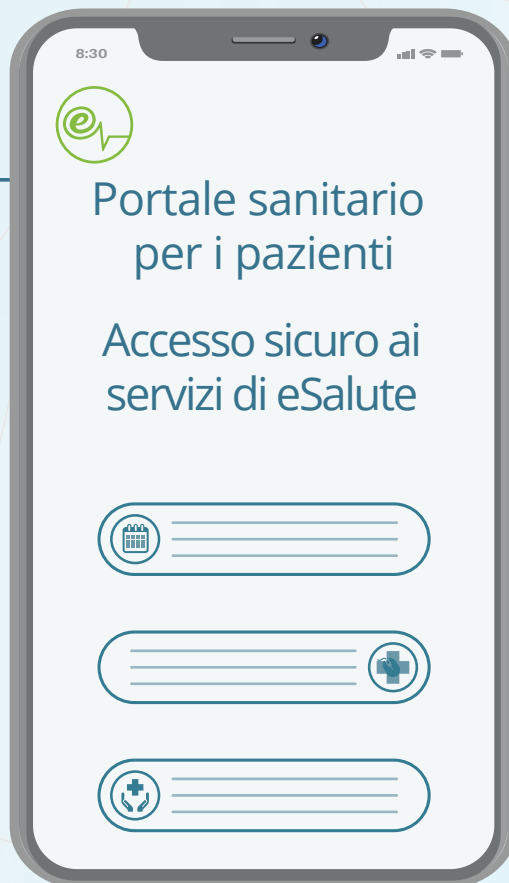 8:30
e
Portale sanitario
per i pazienti
Accesso sicuro ai
servizi di eSalute